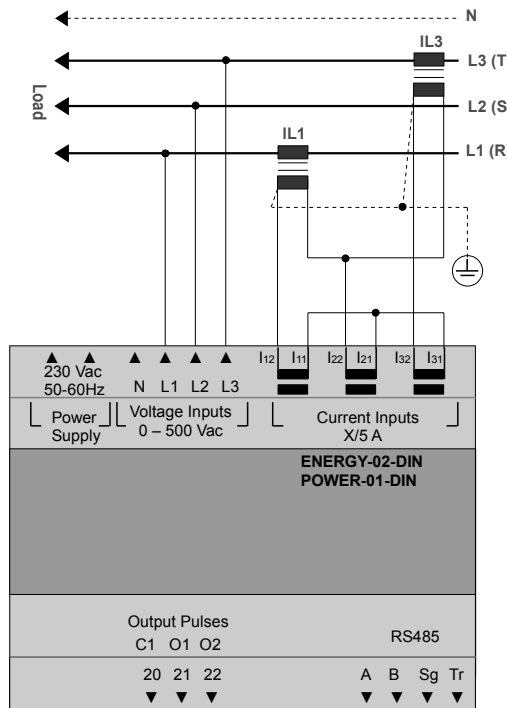 N
IL3
L3 (T
L2 (S
IL1
L1 (R)
Load
I12 I11 I22 I21 I32 I31
230 Vac
50-60Hz
N L1 L2 L3
Power
Supply
Voltage Inputs
0 – 500 Vac
Current Inputs
X/5 A
ENERGY-02-DIN
POWER-01-DIN
Output Pulses
C1 O1 O2
RS485
20 21 22
A B Sg Tr